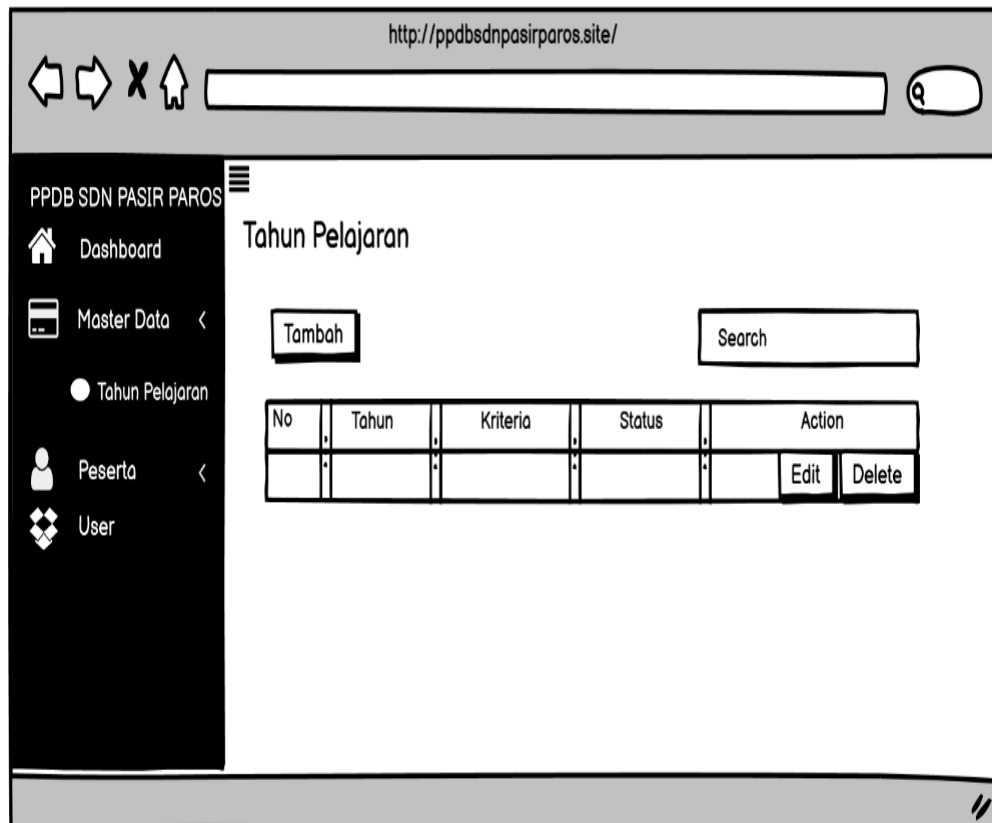 http://ppdbsdnpasirparos.site/
PPDB SDN PASIR PAROS
Dashboard
Master Data
Tahun Pelajaran
Peserta
User
Tahun Pelajaran
Tambah
Search
No Tahun Kriteria Status Action
Edit Delete